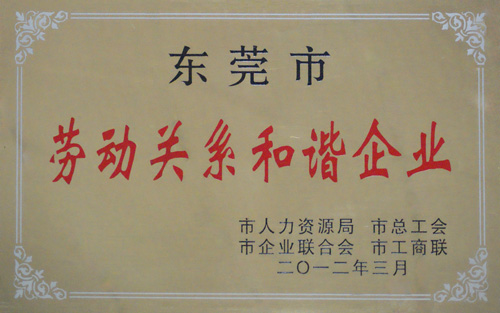 东莞市
劳动关系和谐企业
市人力资源局 市总工会
市企业联合会 市工商联
二〇一二年三月